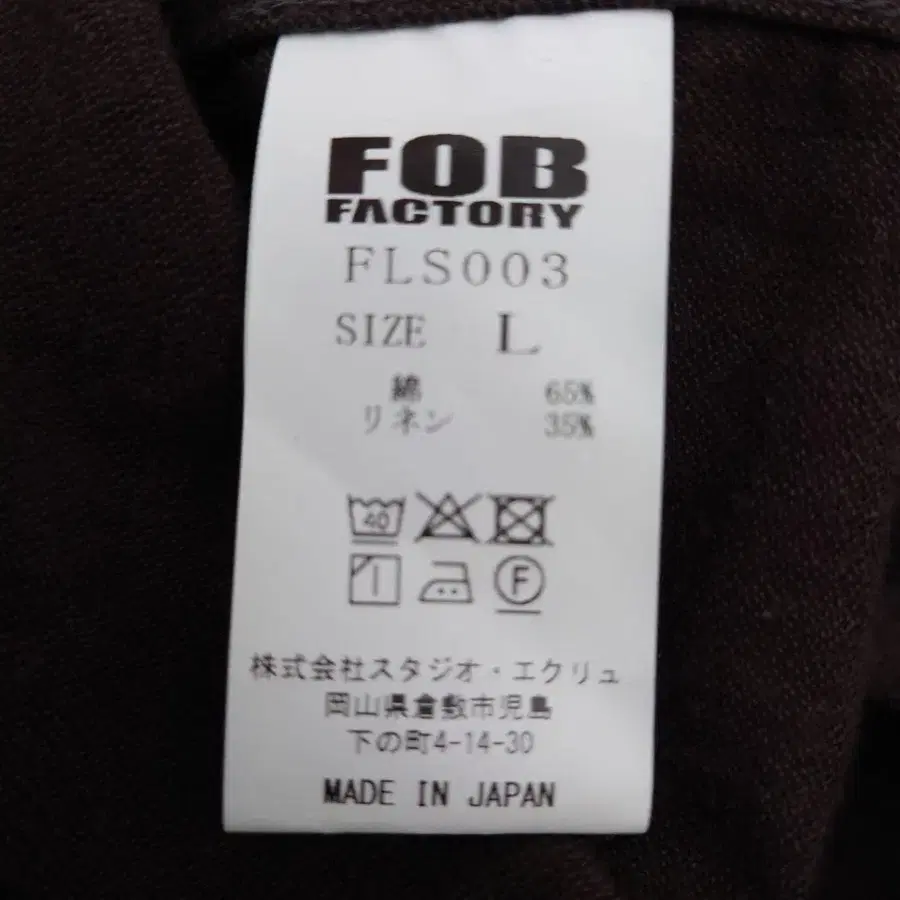 FOB
FACTORY
FLS003
SIZE L
綿 65%
リネン 35%
40
F
株式会社スタジオ・エクリュ
岡山県倉敷市児島
下の町4-14-30
MADE IN JAPAN